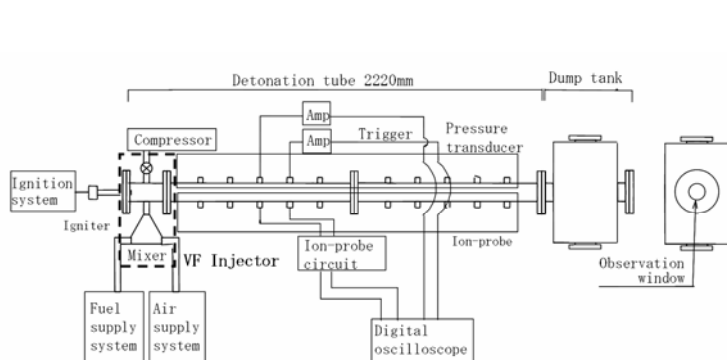 Detonation tube 2220mm
Dump tank
Amp
Amp
Trigger
Pressure
transducer
Compressor
Ignition
system
Igniter
Mixer
VF Injector
Ion-probe
circuit
Ion-probe
Observation
window
Fuel
supply
system
Air
supply
system
Digital
oscilloscope